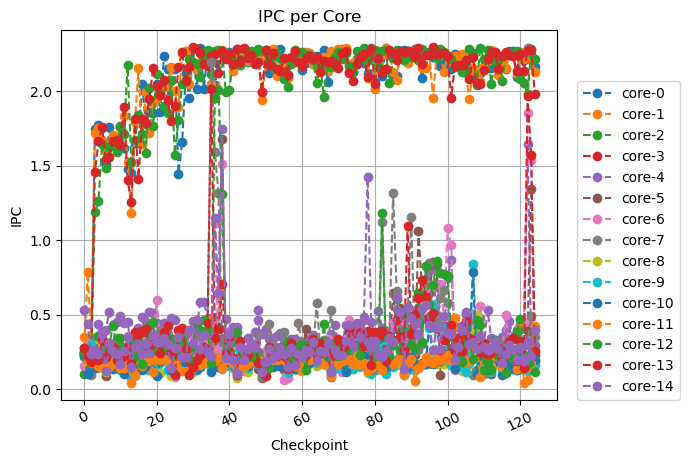 IPC per Core
IPC
2.0
1.5
1.0
0.5
0.0
0
20
40
60
80
100
120
Checkpoint
core-0
core-1
core-2
core-3
core-4
core-5
core-6
core-7
core-8
core-9
core-10
core-11
core-12
core-13
core-14